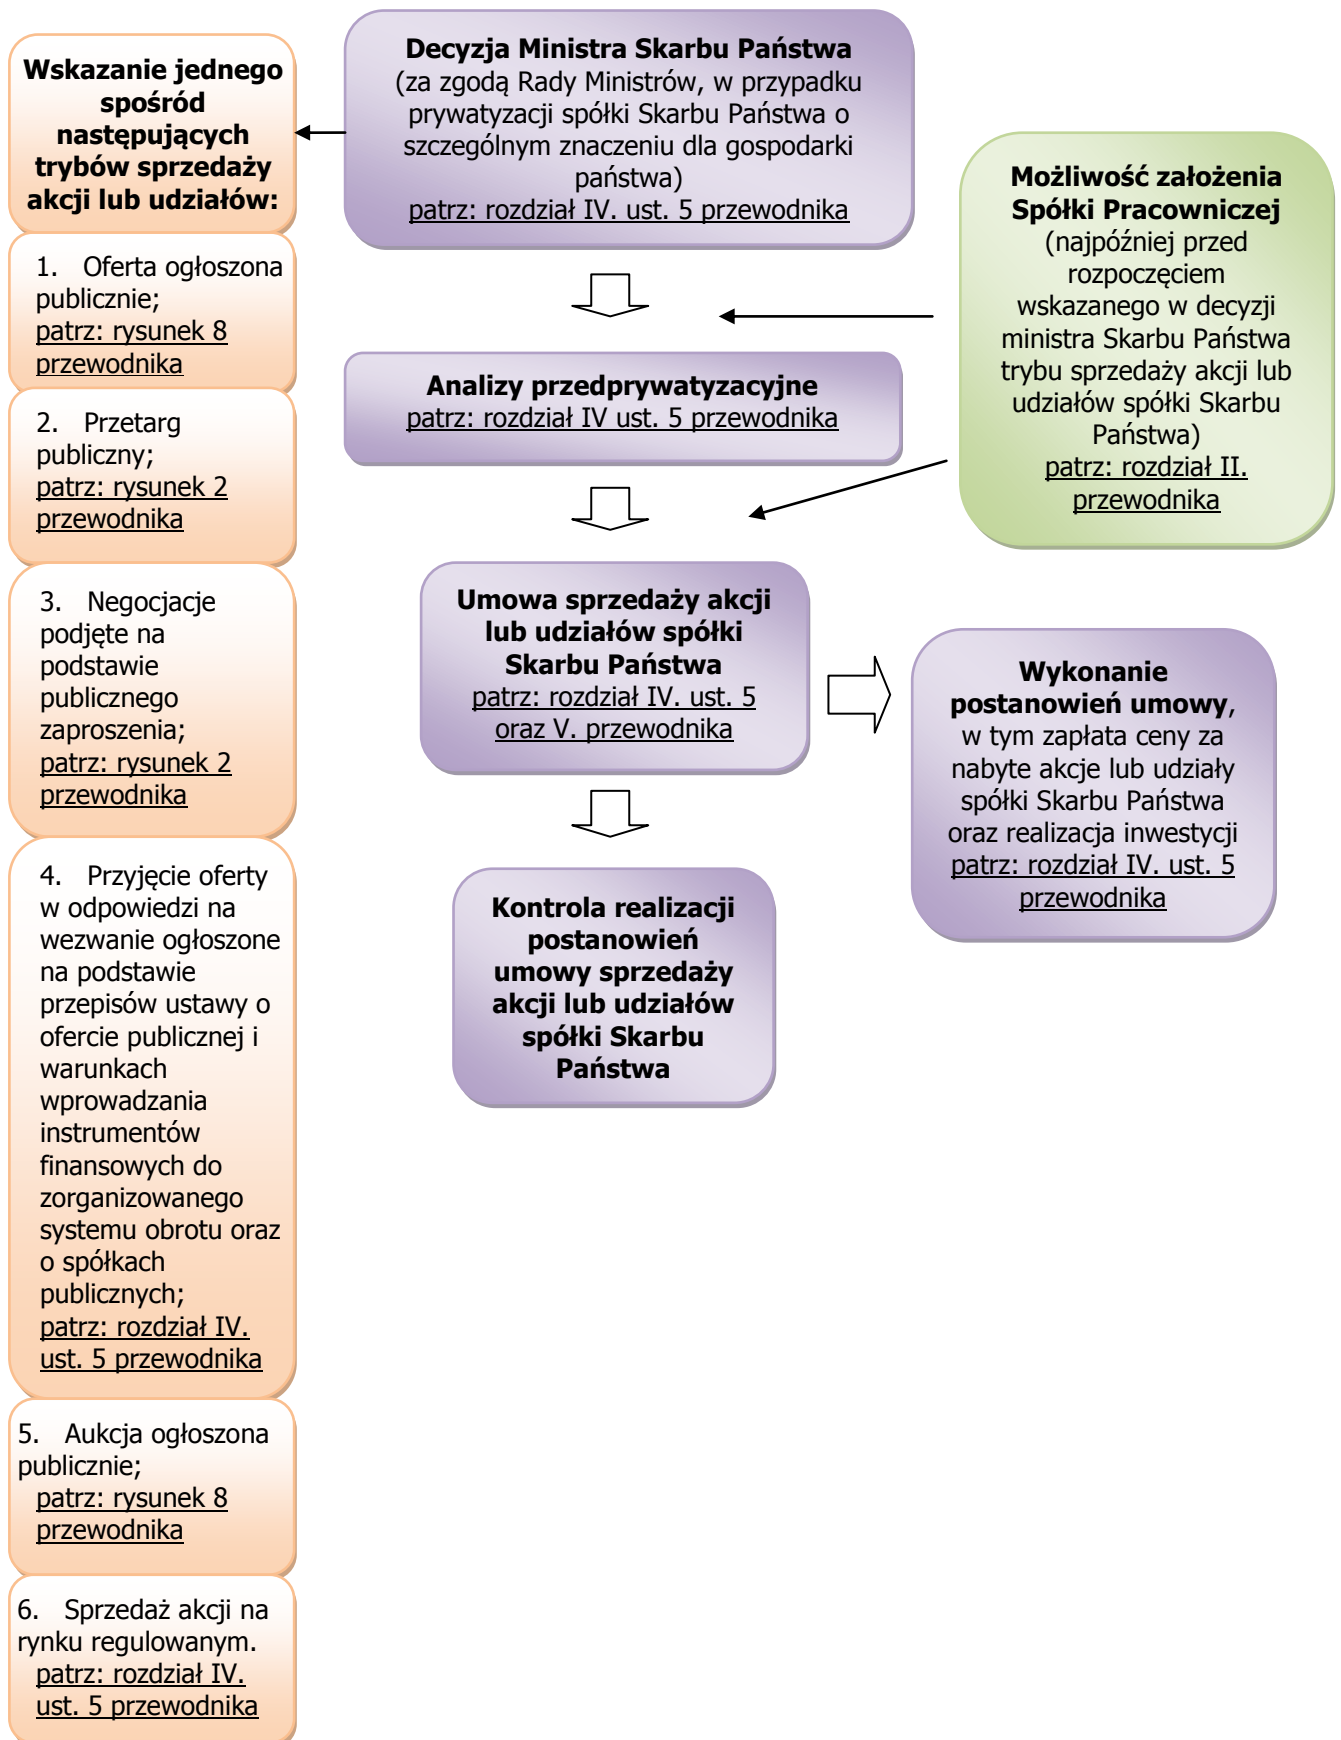 Wskazanie jednego
spośród
następujących
trybów sprzedaży
akcji lub udziałów:
1. Oferta ogłoszona
publicznie;
patrz: rysunek 8
przewodnika
2. Przetarg
publiczny;
patrz: rysunek 2
przewodnika
3. Negocjacje
podjęte na
podstawie
publicznego
zaproszenia;
patrz: rysunek 2
przewodnika
4. Przyjęcie oferty
w odpowiedzi na
wezwanie ogłoszone
na podstawie
przepisów ustawy o
ofercie publicznej i
warunkach
wprowadzania
instrumentów
finansowych do
zorganizowanego
systemu obrotu oraz
o spółkach
publicznych;
patrz: rozdział IV.
ust. 5 przewodnika
5. Aukcja ogłoszona
publicznie;
patrz: rysunek 8
przewodnika
6. Sprzedaż akcji na
rynku regulowanym.
patrz: rozdział IV.
ust. 5 przewodnika
Decyzja Ministra Skarbu Państwa
(za zgodą Rady Ministrów, w przypadku
prywatyzacji spółki Skarbu Państwa o
szczególnym znaczeniu dla gospodarki
państwa)
patrz: rozdział IV. ust. 5 przewodnika
Analizy przedprywatyzacyjne
patrz: rozdział IV ust. 5 przewodnika
Umowa sprzedaży akcji
lub udziałów spółki
Skarbu Państwa
patrz: rozdział IV. ust. 5
oraz V. przewodnika
Kontrola realizacji
postanowień
umowy sprzedaży
akcji lub udziałów
spółki Skarbu
Państwa
Możliwość założenia
Spółki Pracowniczej
(najpóźniej przed
rozpoczęciem
wskazanego w decyzji
ministra Skarbu Państwa
trybu sprzedaży akcji lub
udziałów spółki Skarbu
Państwa)
patrz: rozdział II.
przewodnika
Wykonanie
postanowień umowy,
w tym zapłata ceny za
nabyte akcje lub udziały
spółki Skarbu Państwa
oraz realizacja inwestycji
patrz: rozdział IV. ust. 5
przewodnika